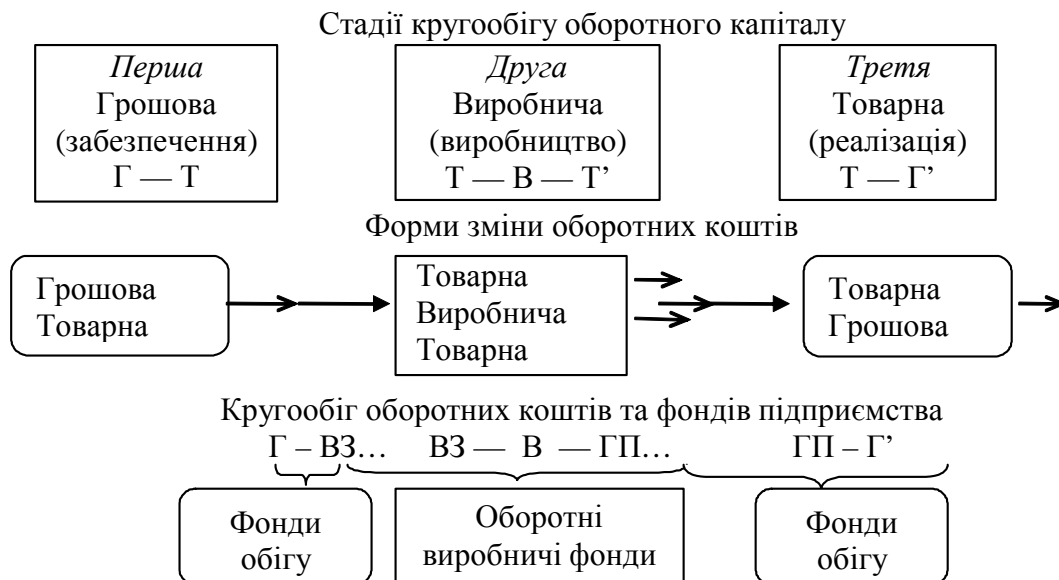 Стадії кругообігу оборотного капіталу
Перша
Грошова
(забезпечення)
Г — Т
Друга
Виробнича
(виробництво)
Т — В — Т’
Третя
Товарна
(реалізація)
Т — Г’
Форми зміни оборотних коштів
Грошова
Товарна
Товарна
Виробнича
Товарна
Товарна
Грошова
Кругообіг оборотних коштів та фондів підприємства
Г – ВЗ… ВЗ — В — ГП… ГП – Г’
Фонди
обігу
Оборотні
виробничі фонди
Фонди
обігу